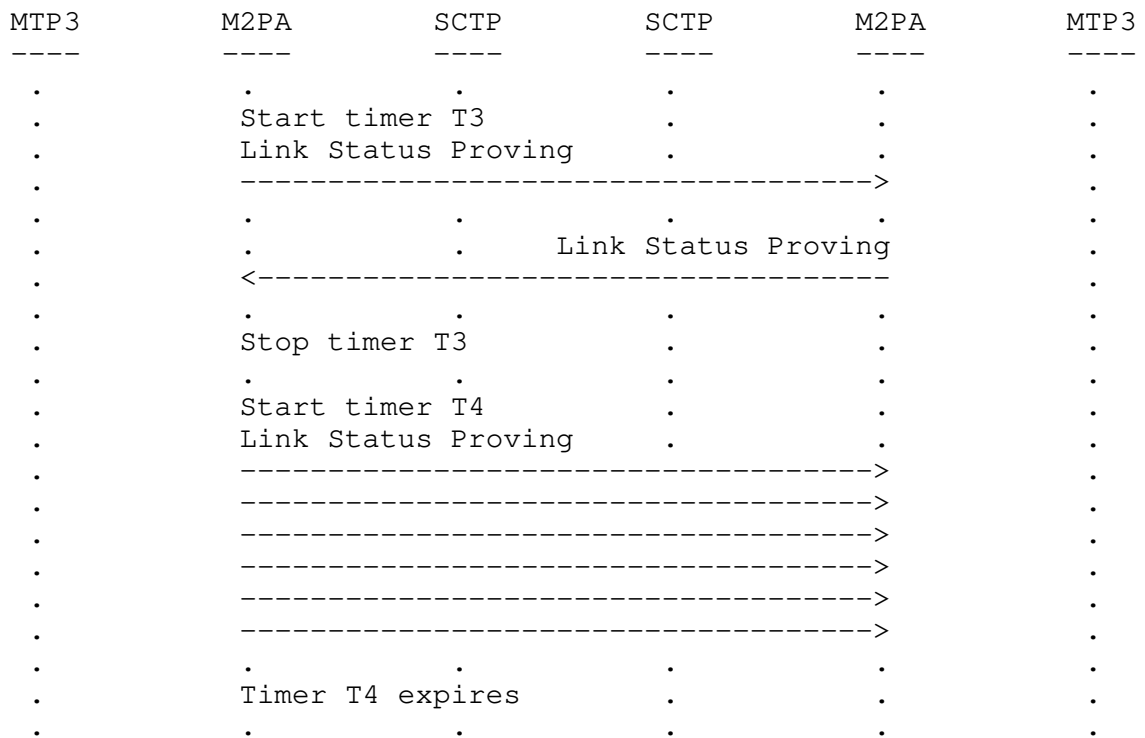 MTP3        M2PA        SCTP        SCTP        M2PA        MTP3
----        ----        ----        ----        ----        ----
 .           .           .           .           .           .
 .           Start timer T3          .           .           .
 .           Link Status Proving     .           .           .
 .           ------------------------------------>           .
 .           .           .           .           .           .
 .           .           .     Link Status Proving           .
 .           <------------------------------------           .
 .           .           .           .           .           .
 .           Stop timer T3           .           .           .
 .           .           .           .           .           .
 .           Start timer T4          .           .           .
 .           Link Status Proving     .           .           .
 .           ------------------------------------>           .
 .           ------------------------------------>           .
 .           ------------------------------------>           .
 .           ------------------------------------>           .
 .           ------------------------------------>           .
 .           ------------------------------------>           .
 .           .           .           .           .           .
 .           Timer T4 expires        .           .           .
 .           .           .           .           .           .